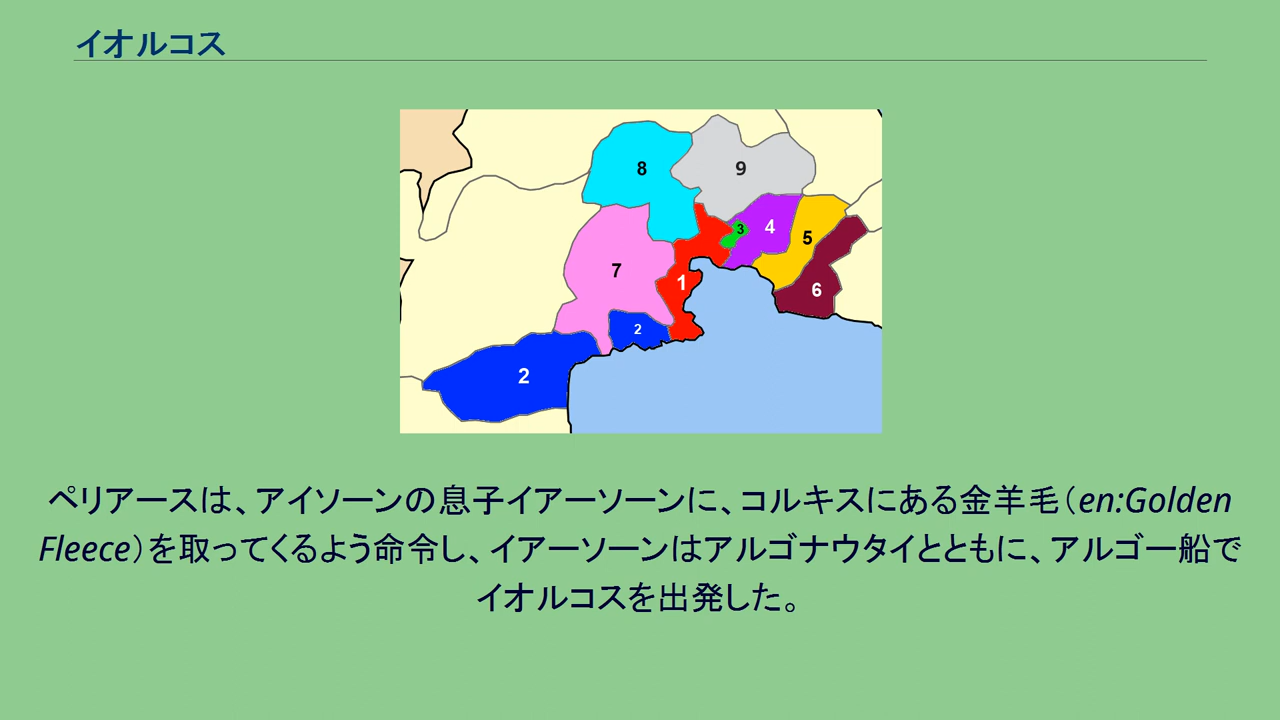 イオルコス
8
9
3
4
5
7
1
6
2
2
ペリアースは、アイソーンの息子イアーソーンに、コルキスにある金羊毛（en:Golden
Fleece）を取ってくるよう命令し、イアーソーンはアルゴナウタイとともに、アルゴー船で
イオルコスを出発した。